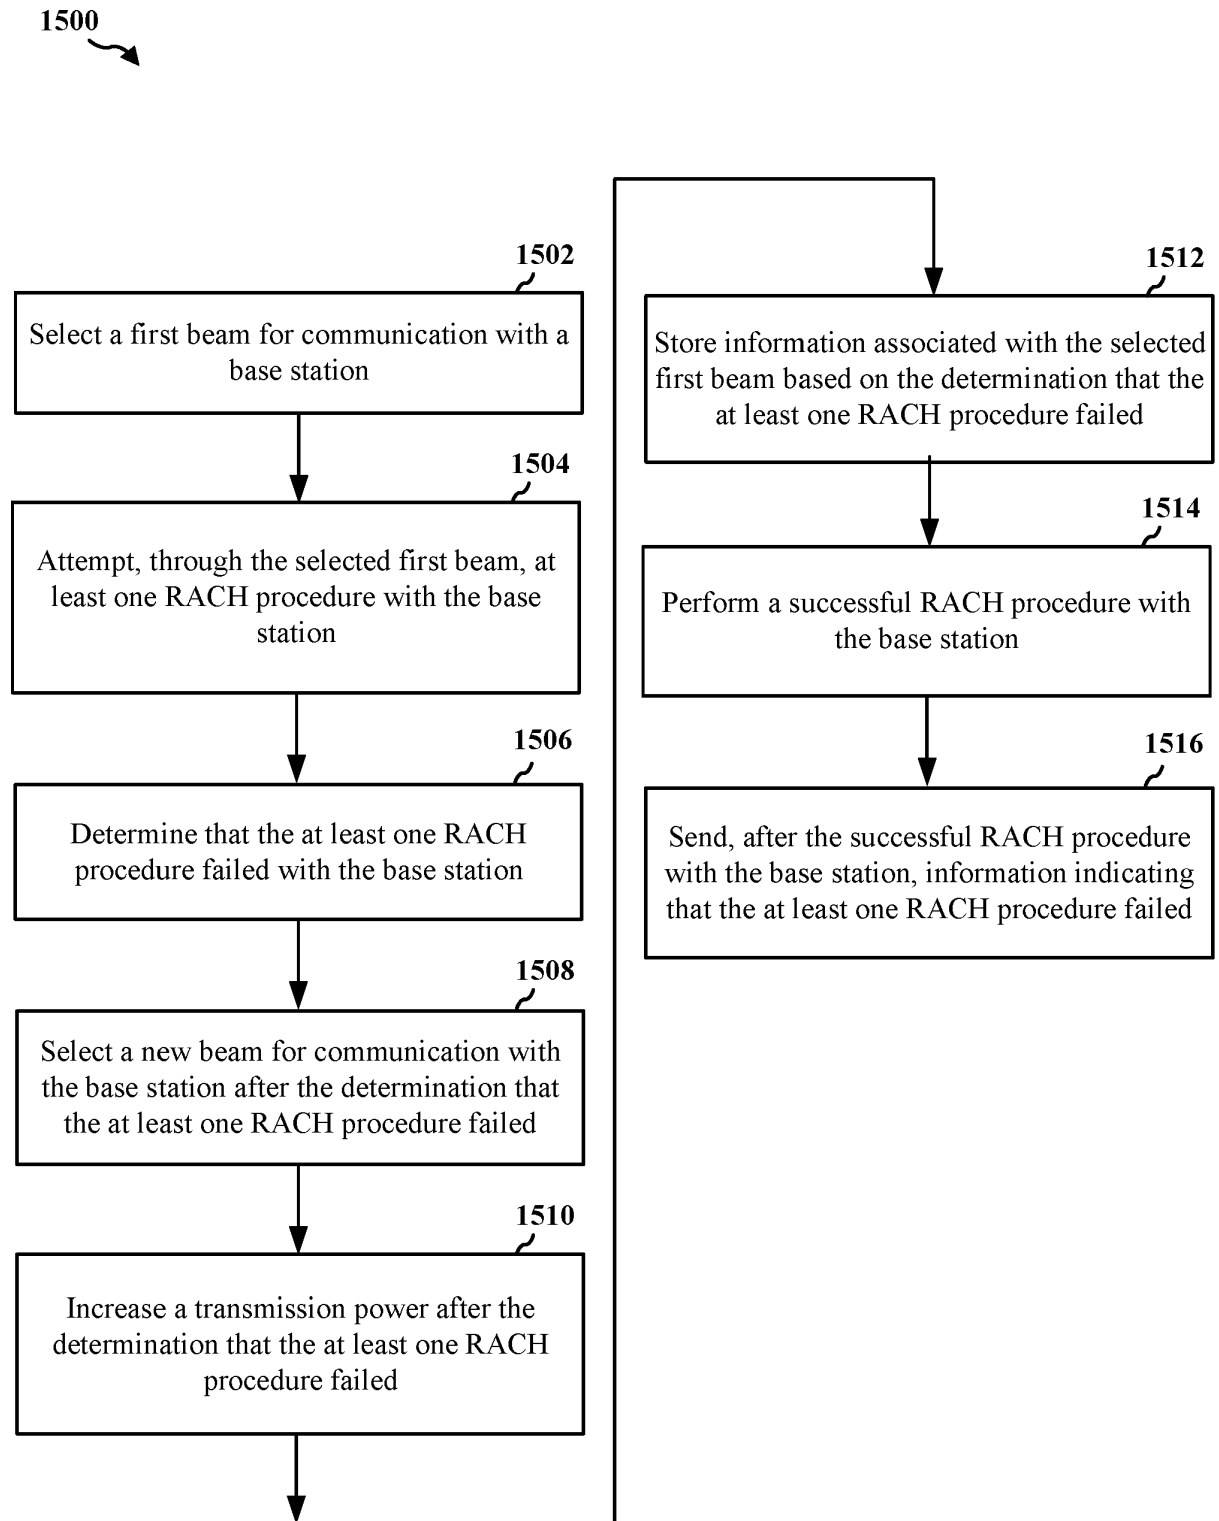 1500
1502
Select a first beam for communication with a
base station
1504
Attempt, through the selected first beam, at
least one RACH procedure with the base
station
1506
Determine that the at least one RACH
procedure failed with the base station
1508
Select a new beam for communication with
the base station after the determination that
the at least one RACH procedure failed
1510
Increase a transmission power after the
determination that the at least one RACH
procedure failed
1512
Store information associated with the selected
first beam based on the determination that the
at least one RACH procedure failed
1514
Perform a successful RACH procedure with
the base station
1516
Send, after the successful RACH procedure
with the base station, information indicating
that the at least one RACH procedure failed